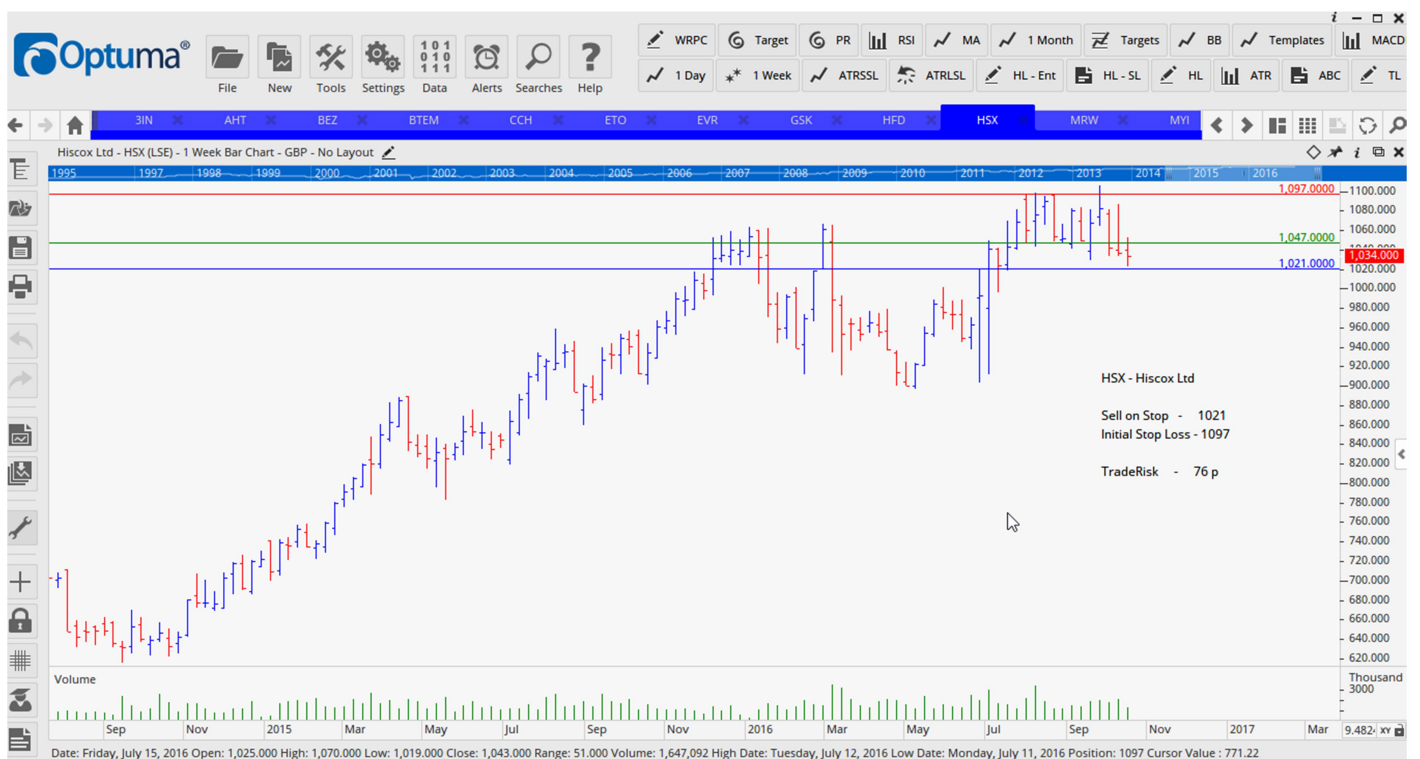 Optuma®
File
New
Tools
Settings
Data
Alerts
Searches
Help
WRPC
Target
PR
RSI
MA
1 Month
Targets
BB
Templates
MACD
1 Day
1 Week
ATRSSL
ATRLSL
HL - Ent
HL - SL
HL
ATR
ABC
TL
3IN
AHT
BEZ
BTEM
CCH
ETO
EVR
GSK
HFD
HSX
MRW
MYI
Hiscox Ltd - HSX (LSE) - 1 Week Bar Chart - GBP - No Layout
1995 1997 1998 1999 2000 2001 2002 2003 2004 2005 2006 2007 2008 2009 2010 2011 2012 2013 2014 2015 2016
1,097.0000
1100.000
1080.000
1060.000
1,047.0000
1040.000
1,034.000
1,021.0000
1020.000
1000.000
980.000
960.000
940.000
920.000
900.000
880.000
860.000
840.000
820.000
800.000
780.000
760.000
740.000
720.000
700.000
680.000
660.000
640.000
620.000
HSX - Hiscox Ltd
Sell on Stop - 1021
Initial Stop Loss - 1097
TradeRisk - 76 p
Volume
Thousand
3000
Sep Nov 2015 Mar May Jul Sep Nov 2016 Mar May Jul Sep Nov 2017 Mar
9.482
XY
Date: Friday, July 15, 2016 Open: 1,025.000 High: 1,070.000 Low: 1,019.000 Close: 1,043.000 Range: 51.000 Volume: 1,647,092 High Date: Tuesday, July 12, 2016 Low Date: Monday, July 11, 2016 Position: 1097 Cursor Value : 771.22